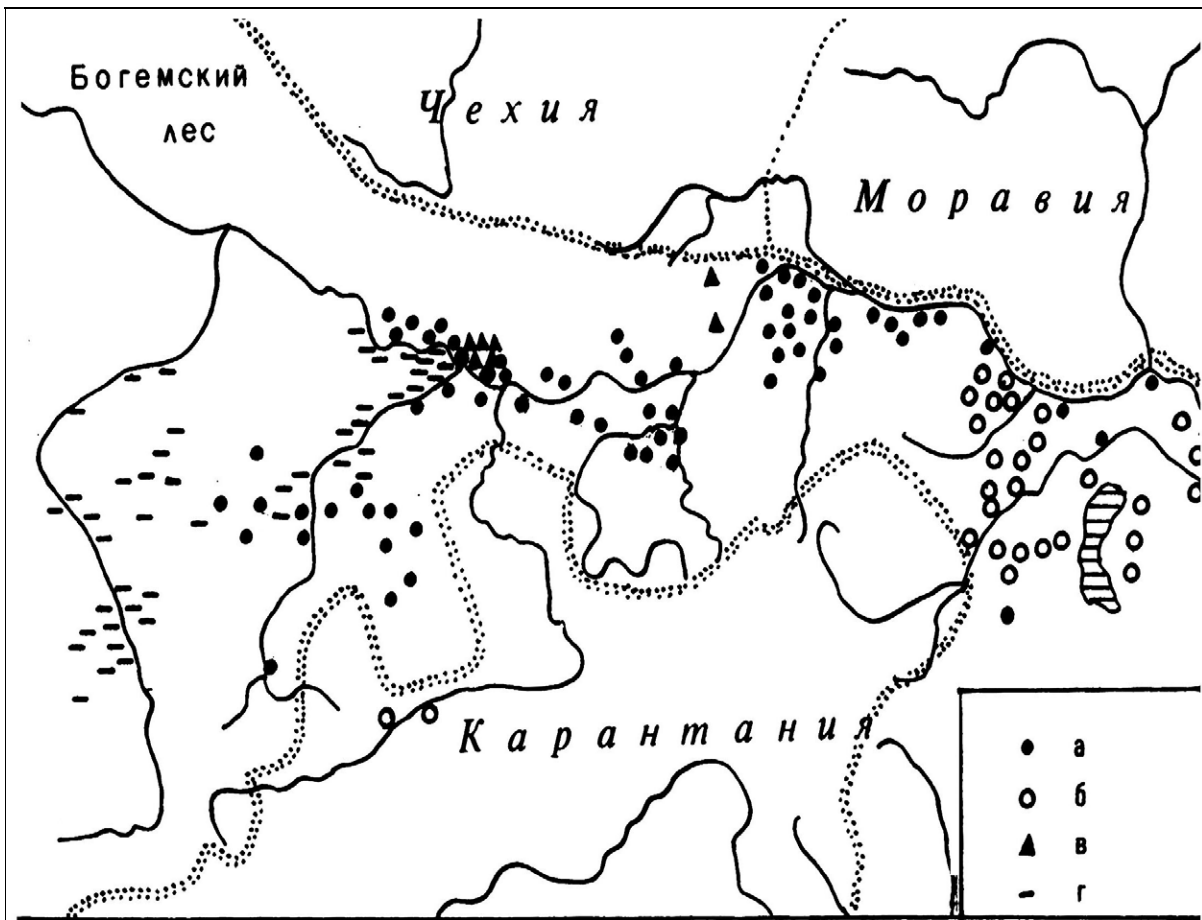 Богемский
лес
Чехия
Моравия
Карантания
а
б
в
г